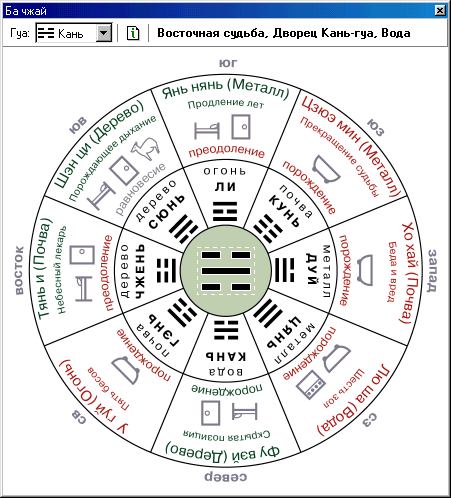 Ба чжай
Гуа: Кань
Восточная судьба, Дворец Кань-гуа, Вода
юг
Янь нянь (Металл)
Продление лет
преодоление
огонь
ЛИ
юз
Цзюэ мин (Металл)
Прекращение судьбы
порождение
почва
КУНЬ
запад
Хо хай (Почва)
Беда и вред
порождение
металл
ДУЙ
сз
Лю ша (Вода)
Шесть зол
порождение
металл
ЦЯНЬ
север
Фу вэй (Дерево)
Скрытая позиция
порождение
вода
КАНЬ
св
У гуй (Огонь)
Пять бесов
порождение
почва
ГЭНЬ
восток
Тянь и (Почва)
Небесный лекарь
преодоление
дерево
ЧЖЕНЬ
юв
Шэн ци (Дерево)
Порождающее дыхание
равновесие
дерево
СЮНЬ